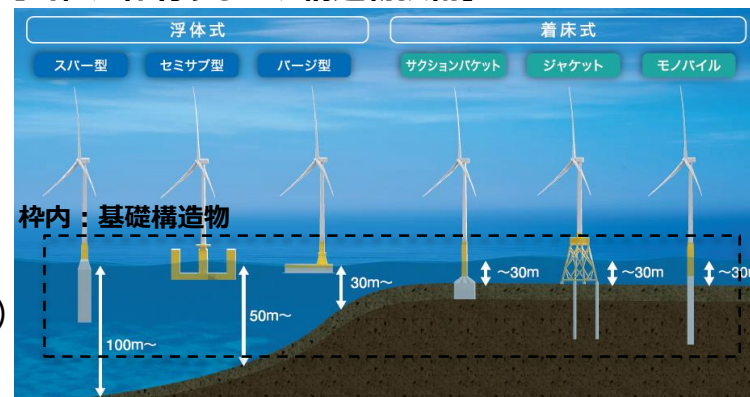 浮体式
着床式
スパー型
セミサブ型
バージ型
サクションバケット
ジャケット
モノパイル
枠内：基礎構造物
100m～
50m～
30m～
～30m
～30m
～30m
)